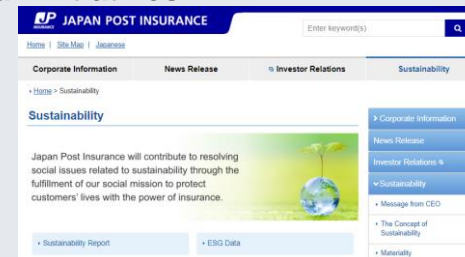 JP
INSURANCE
JAPAN POST INSURANCE
Enter keyword(s)
Home | Site Map | Japanese
Corporate Information
News Release
Investor Relations
Sustainability
Home > Sustainability
Sustainability
Japan Post Insurance will contribute to resolving
social issues related to sustainability through the
fulfillment of our social mission to protect
customers' lives with the power of insurance.
Sustainability Report
ESG Data
Corporate Information
News Release
Investor Relations
Sustainability
Message from CEO
The Concept of
Sustainability
Materiality